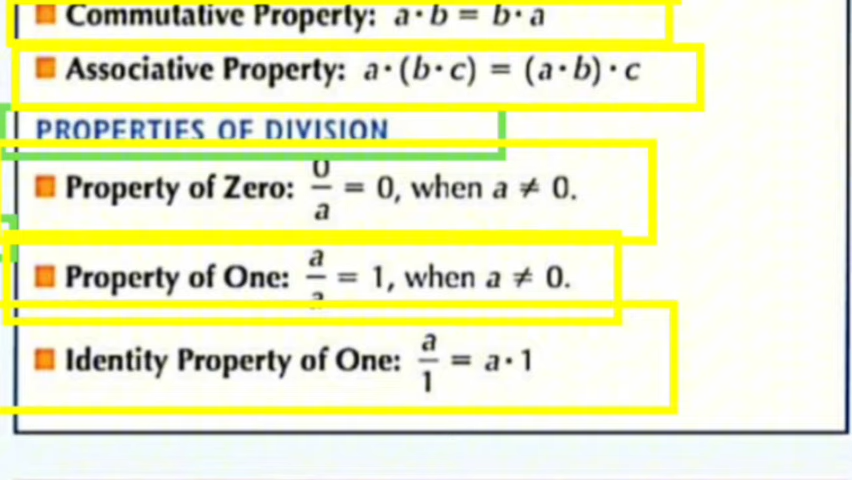 Commutative Property: a · b = b · a
Associative Property: a · (b · c) = (a · b) · c
PROPERTIES OF DIVISION
Property of Zero: 0/a = 0, when a ≠ 0.
Property of One: a/a = 1, when a ≠ 0.
Identity Property of One: a/1 = a · 1